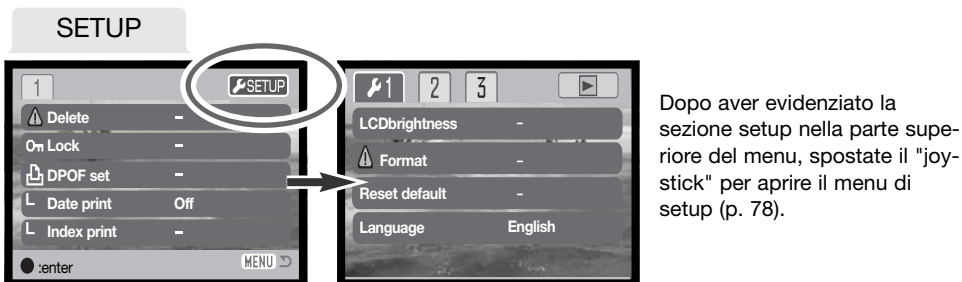 SETUP
1 SETUP
Delete –
Lock –
DPOF set –
Date print Off
Index print –
:enter MENU
1 2 3
LCDbrightness –
Format –
Reset default –
Language English
Dopo aver evidenziato la
sezione setup nella parte supe-
riore del menu, spostate il "joy-
stick" per aprire il menu di
setup (p. 78).